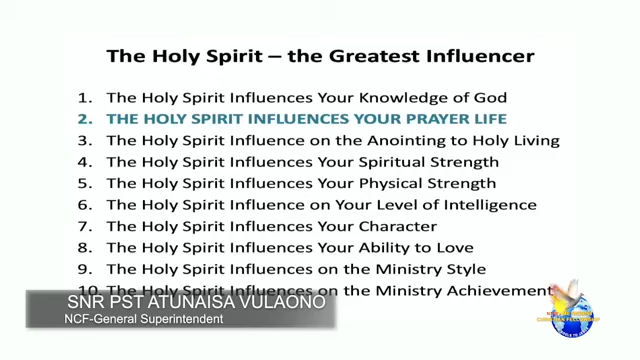 The Holy Spirit – the Greatest Influencer
1. The Holy Spirit Influences Your Knowledge of God
2. THE HOLY SPIRIT INFLUENCES YOUR PRAYER LIFE
3. The Holy Spirit Influence on the Anointing to Holy Living
4. The Holy Spirit Influences Your Spiritual Strength
5. The Holy Spirit Influences Your Physical Strength
6. The Holy Spirit Influence on Your Level of Intelligence
7. The Holy Spirit Influences Your Character
8. The Holy Spirit Influences Your Ability to Love
9. The Holy Spirit Influences on the Ministry Style
10. The Holy Spirit Influences on the Ministry Achievement
SNR PST ATUNAISA VULAONO
NCF-General Superintendent
CHRISTIAN FELLOWSHIP